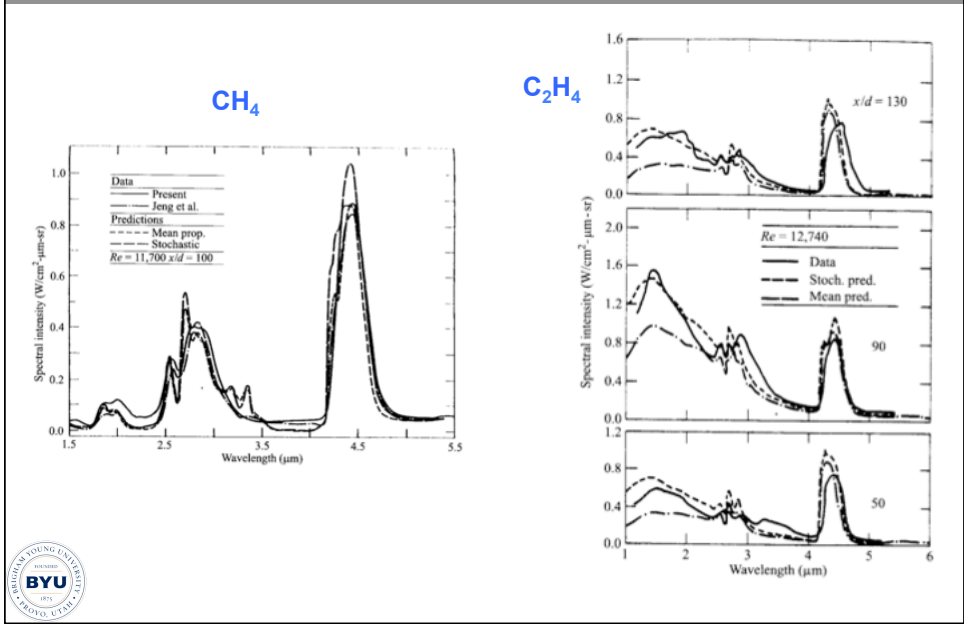 CH4
Data
Present
Jeng et al.
Predictions
Mean prop.
Stochastic
Re = 11,700 x/d = 100
Spectral intensity (W/cm²-μm-sr)
1.0
0.8
0.6
0.4
0.2
0.0
1.5
2.5
3.5
4.5
5.5
Wavelength (μm)
C2H4
Spectral intensity (W/cm²-μm-sr)
1.6
1.2
0.8
0.4
0.0
x/d = 130
2.0
1.6
1.2
0.8
0.4
0.0
Re = 12,740
Data
Stoch. pred.
Mean pred.
90
1.2
0.8
0.4
0.0
50
1
2
3
4
5
6
Wavelength (μm)
BRIGHAM YOUNG UNIVERSITY
FOUNDED
BYU
1875
PROVO, UTAH